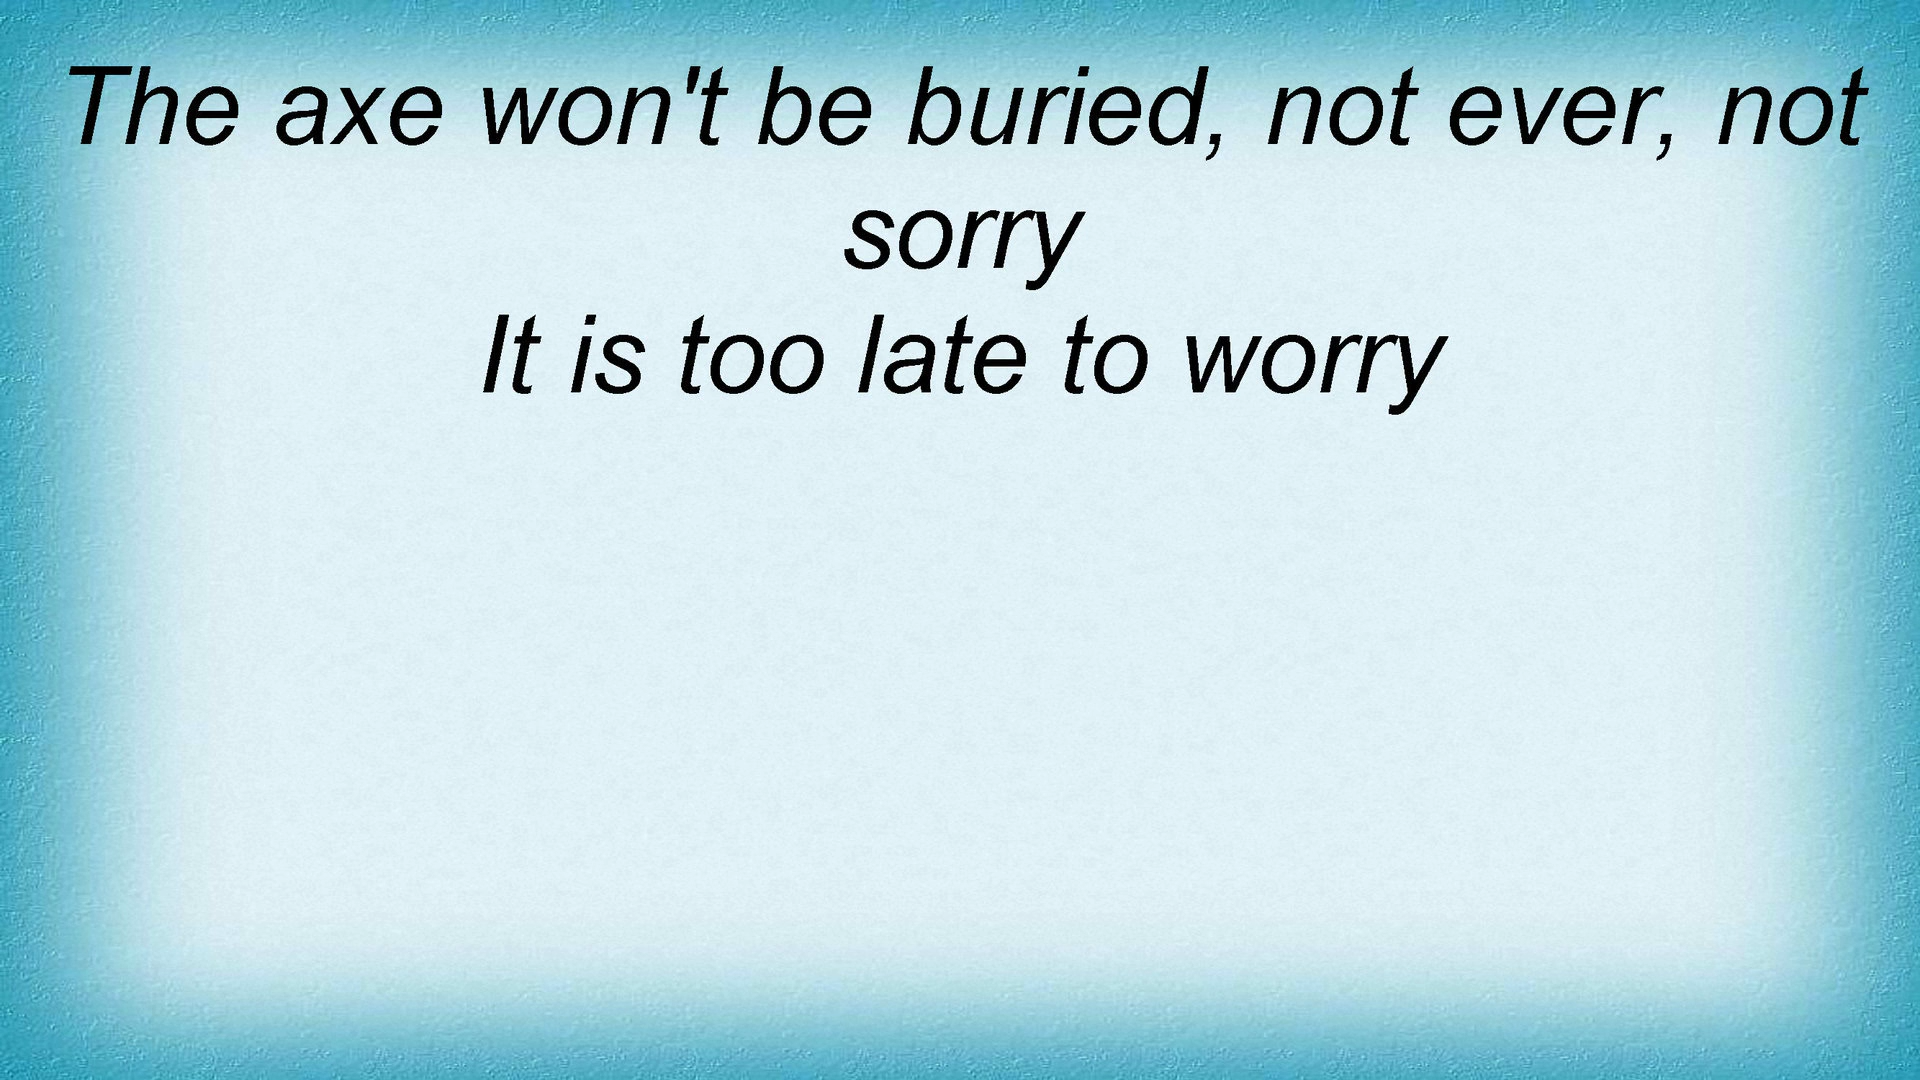 The axe won't be buried, not ever, not
sorry
It is too late to worry